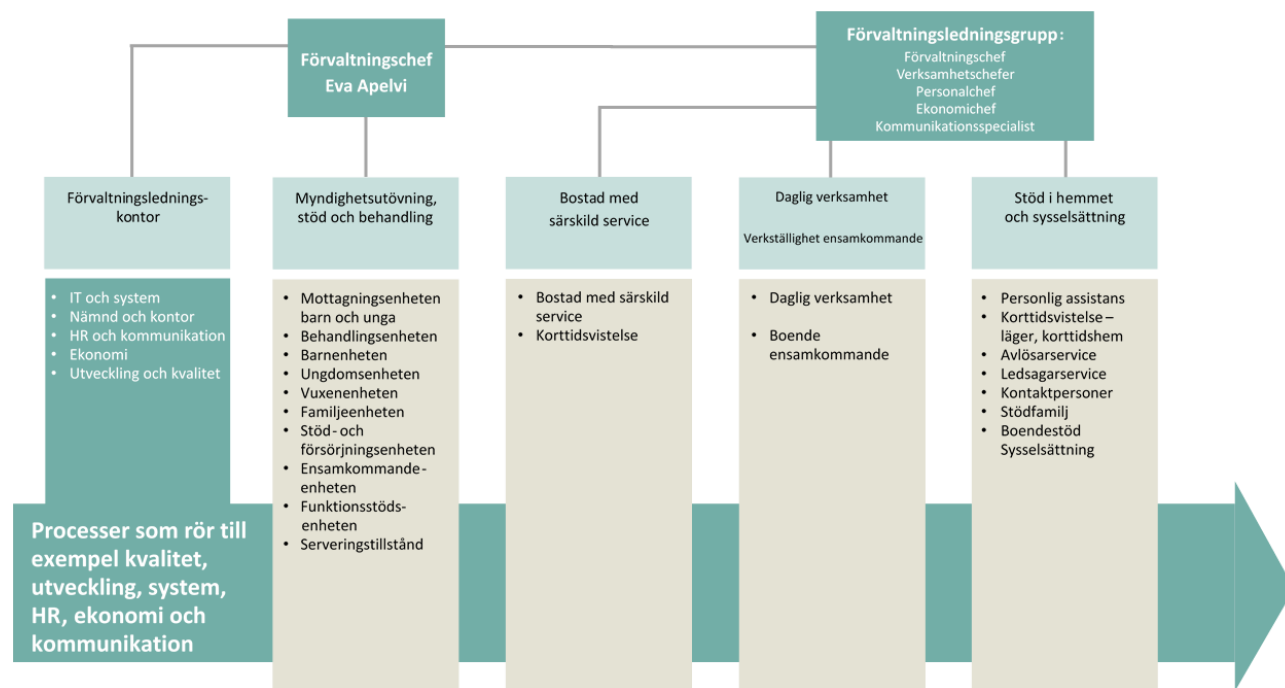 Förvaltningschef
Eva Apelvi
Förvaltningsledningsgrupp:
Förvaltningschef
Verksamhetschefer
Personalchef
Ekonomichef
Kommunikationsspecialist
Förvaltningslednings-
kontor
Myndighetsutövning,
stöd och behandling
Bostad med
särskild service
Daglig verksamhet
Verkställighet ensamkommande
Stöd i hemmet
och sysselsättning
• IT och system
• Nämnd och kontor
• HR och kommunikation
• Ekonomi
• Utveckling och kvalitet
• Mottagningsenheten
barn och unga
• Behandlingsenheten
• Barnenheten
• Ungdomsenheten
• Vuxenenheten
• Familjeenheten
• Stöd- och
försörjningsenheten
• Ensamkommande-
enheten
• Funktionsstöds-
enheten
• Serveringstillstånd
• Bostad med särskild
service
• Korttidsvistelse
• Daglig verksamhet
• Boende
ensamkommande
• Personlig assistans
• Korttidsvistelse –
läger, korttidshem
• Avlösarservice
• Ledsagarservice
• Kontaktpersoner
• Stödfamilj
• Boendestöd
Sysselsättning
Processer som rör till
exempel kvalitet,
utveckling, system,
HR, ekonomi och
kommunikation